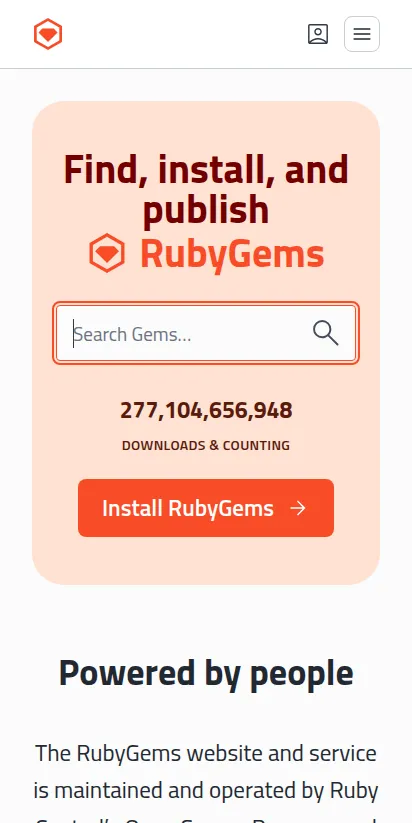 Find, install, and
publish
RubyGems
Search Gems…
277,104,656,948
DOWNLOADS & COUNTING
Install RubyGems
Powered by people
The RubyGems website and service
is maintained and operated by Ruby